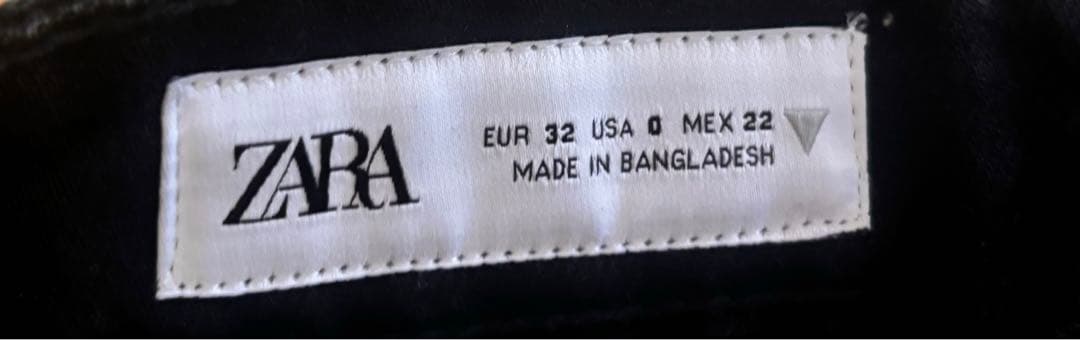 ZARA
EUR 32 USA 0 MEX 22
MADE IN BANGLADESH